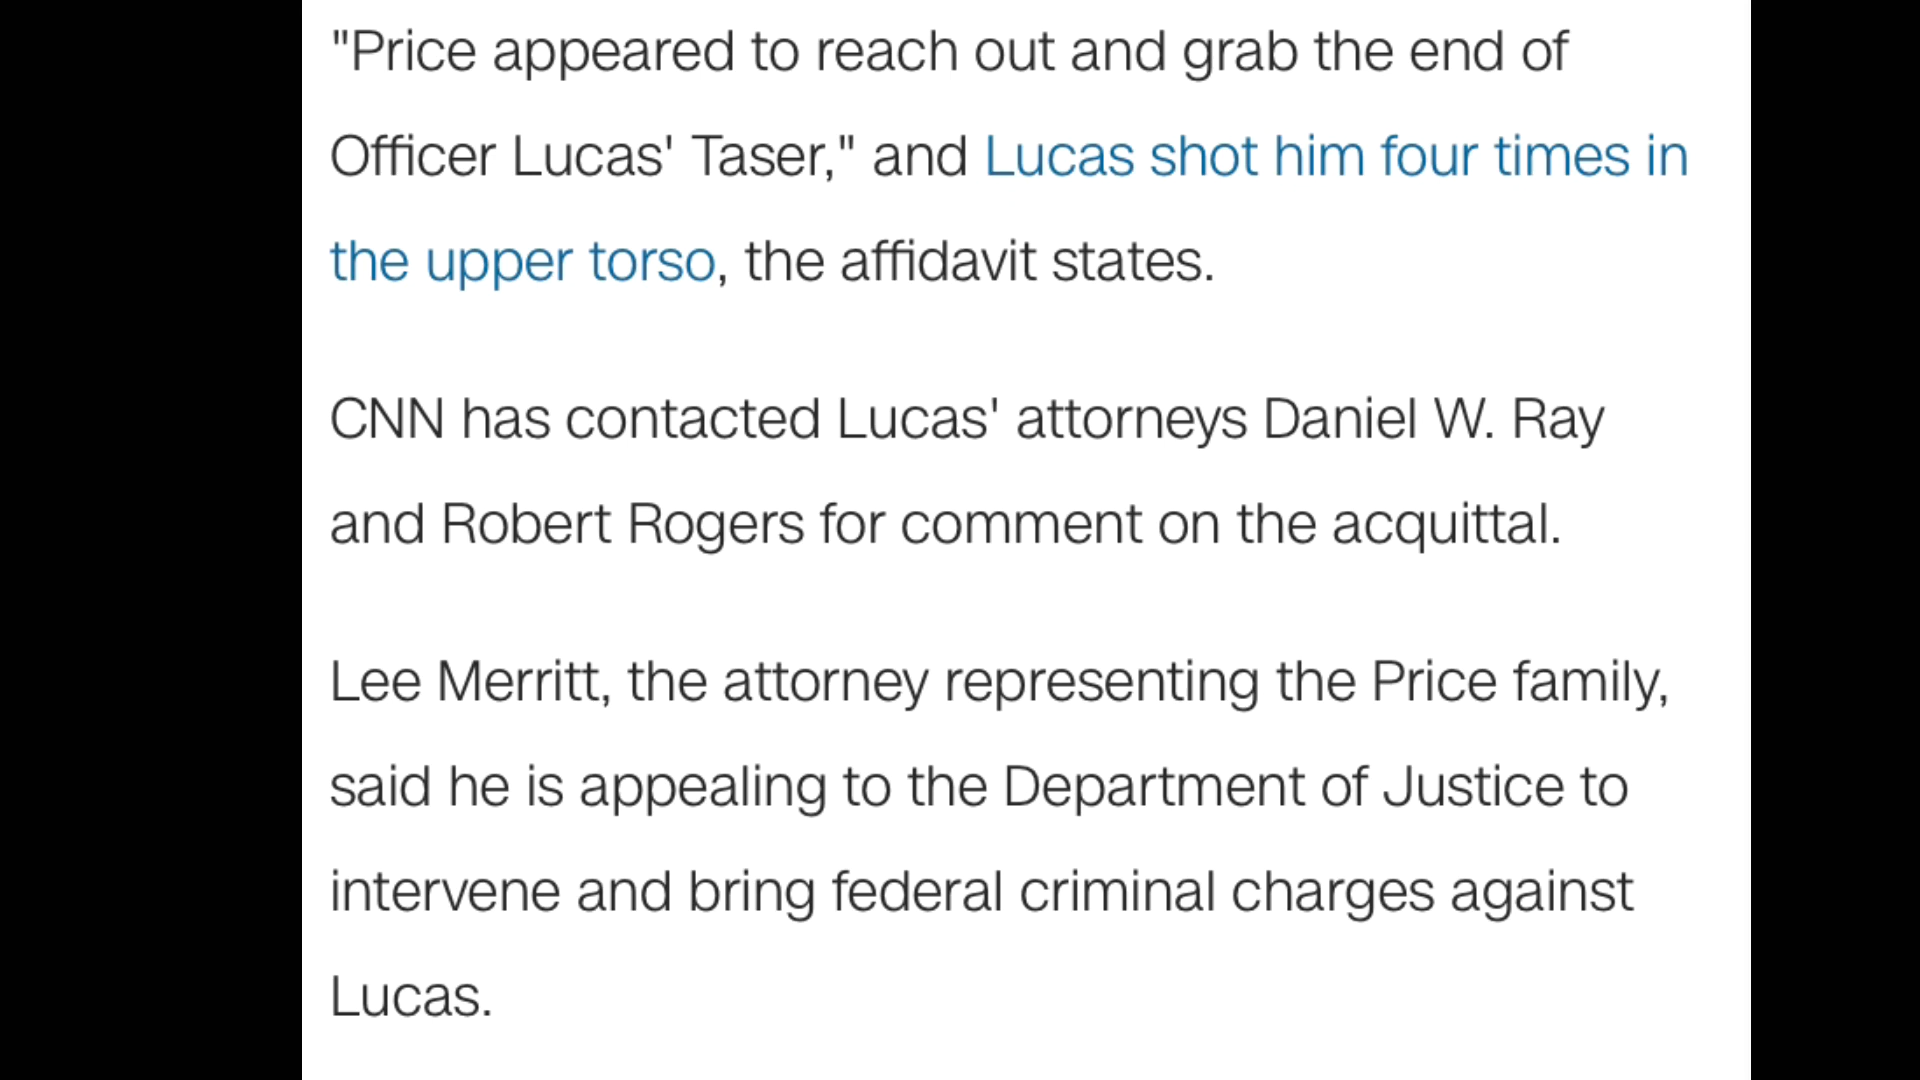 "Price appeared to reach out and grab the end of
Officer Lucas' Taser," and Lucas shot him four times in
the upper torso, the affidavit states.
CNN has contacted Lucas' attorneys Daniel W. Ray
and Robert Rogers for comment on the acquittal.
Lee Merritt, the attorney representing the Price family,
said he is appealing to the Department of Justice to
intervene and bring federal criminal charges against
Lucas.